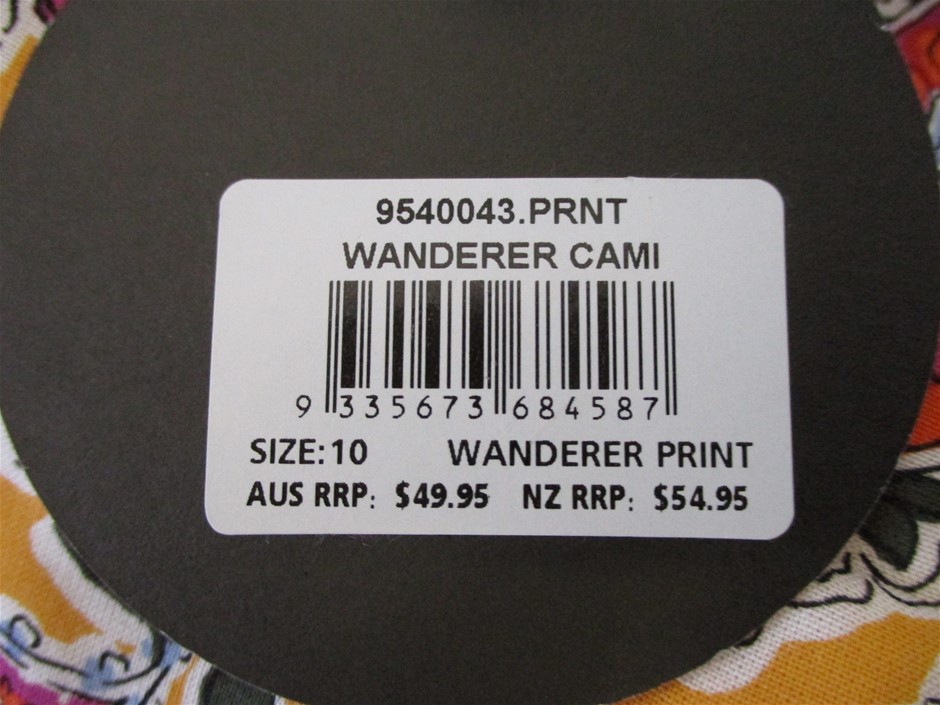 9540043.PRNT
WANDERER CAMI
9 335673 684587
SIZE:10 WANDERER PRINT
AUS RRP: $49.95 NZ RRP: $54.95